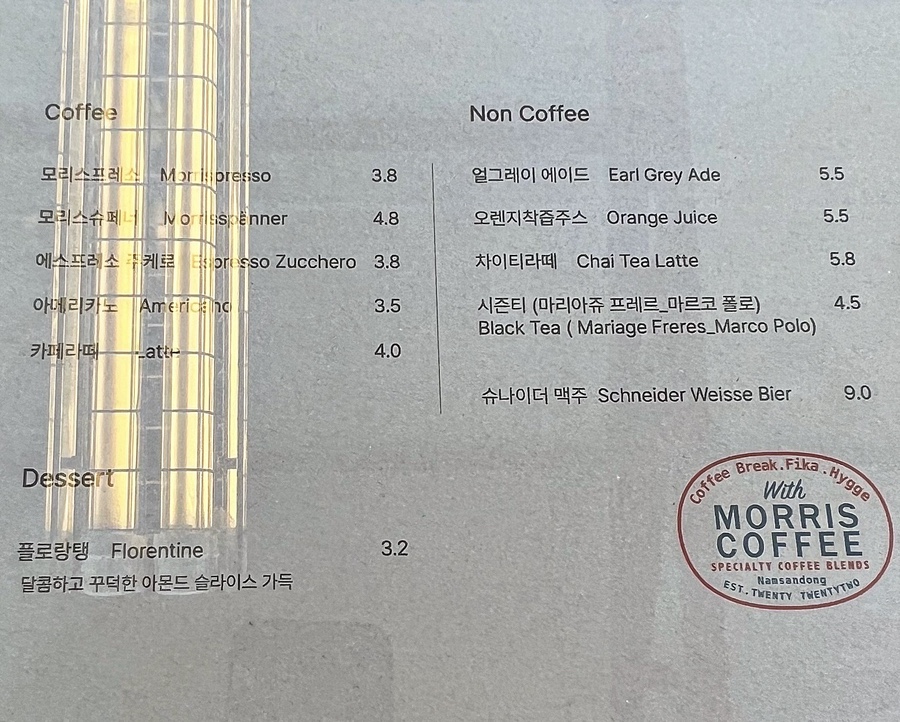 Coffee
모리스프레소 Morrispresso 3.8
모리스슈페너 Morrisspänner 4.8
에스프레소 주케로 Espresso Zucchero 3.8
아메리카노 Americano 3.5
카페라떼 Latte 4.0
Dessert
플로랑탱 Florentine 3.2
달콤하고 꾸덕한 아몬드 슬라이스 가득
Non Coffee
얼그레이 에이드 Earl Grey Ade 5.5
오렌지착즙주스 Orange Juice 5.5
차이티라떼 Chai Tea Latte 5.8
시즌티 (마리아쥬 프레르_마르코 폴로) 4.5
Black Tea ( Mariage Freres_Marco Polo)
슈나이더 맥주 Schneider Weisse Bier 9.0
Coffee Break.Fika.Hygge
With
MORRIS
COFFEE
SPECIALTY COFFEE BLENDS
Namsandong
EST.TWENTY TWENTYTWO